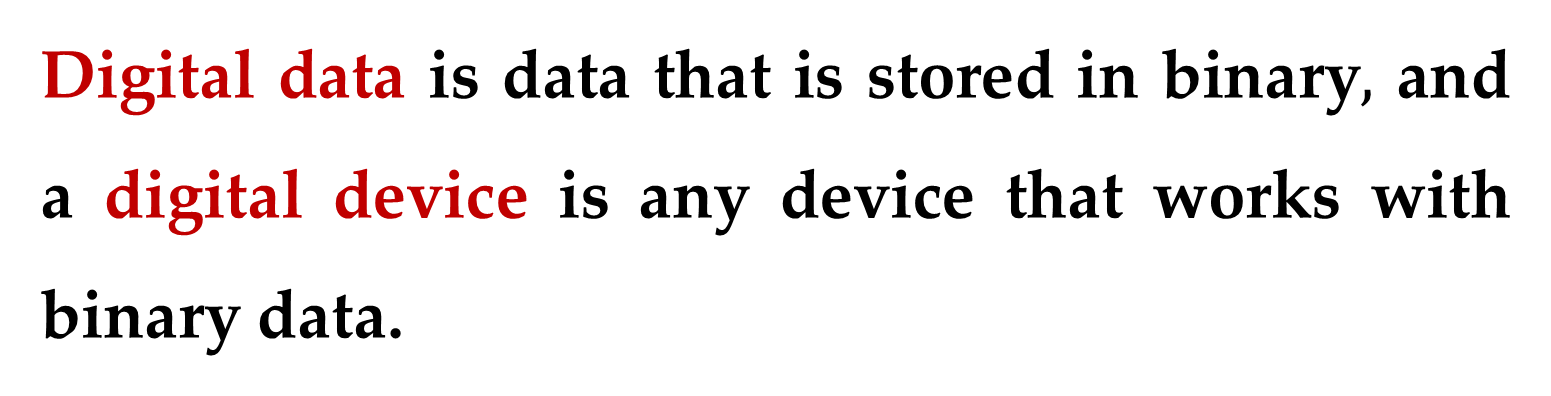 Digital data is data that is stored in binary, and
a digital device is any device that works with
binary data.